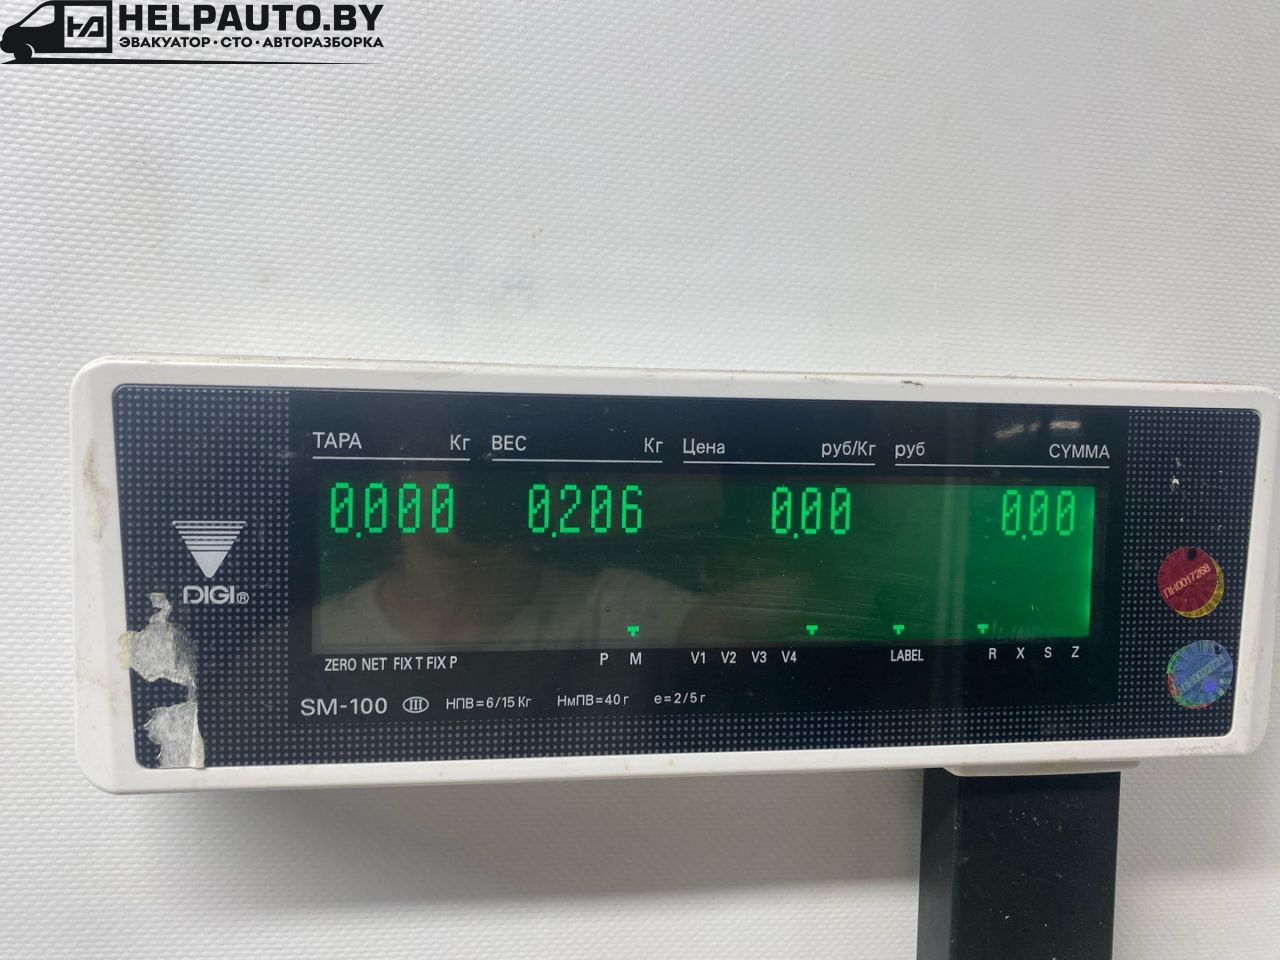 HELPAUTO.BY
ЭВАКУАТОР·СТО·АВТОРАЗБОРКА
ТАРА Кг ВЕС Кг Цена руб/Кг руб СУММА
0.000 0.206 0.00 0.00
DIGI®
ZERO NET FIX T FIX P P M V1 V2 V3 V4 LABEL R X S Z
SM-100 III НПВ=6/15 Кг НмПВ=40 г e=2/5 г
ПН0017268